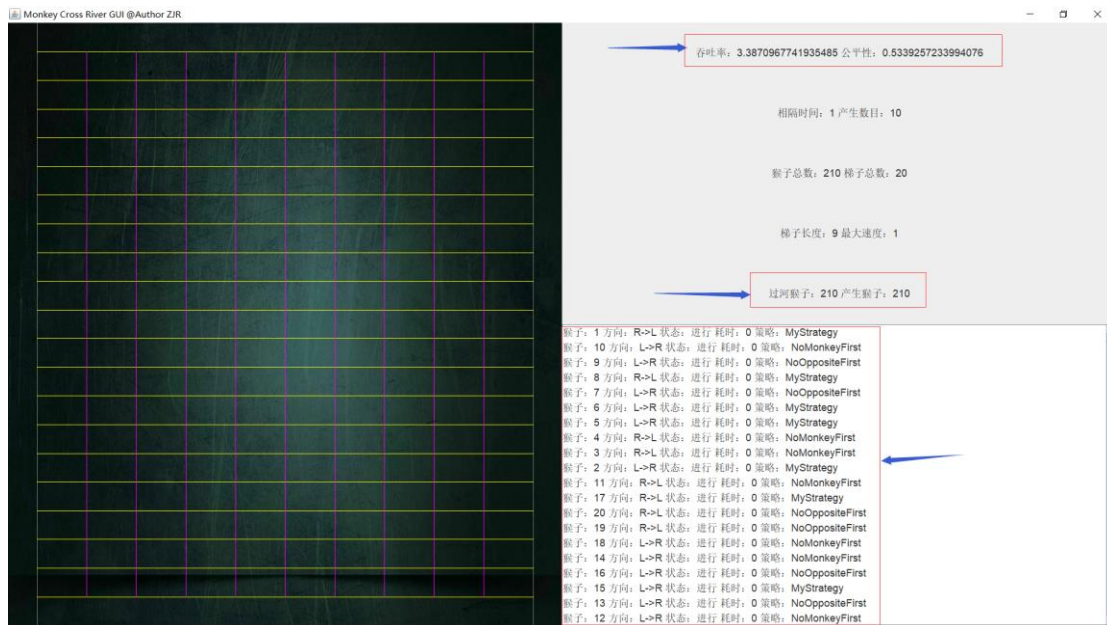 Monkey Cross River GUI @Author ZJR
吞吐率：3.3870967741935485 公平性：0.5339257233994076
相隔时间：1 产生数目：10
猴子总数：210 梯子总数：20
梯子长度：9 最大速度：1
过河猴子：210 产生猴子：210
猴子：1 方向：R->L 状态：进行 耗时：0 策略：MyStrategy
猴子：10 方向：L->R 状态：进行 耗时：0 策略：NoMonkeyFirst
猴子：9 方向：L->R 状态：进行 耗时：0 策略：NoOppositeFirst
猴子：8 方向：R->L 状态：进行 耗时：0 策略：MyStrategy
猴子：7 方向：L->R 状态：进行 耗时：0 策略：NoOppositeFirst
猴子：6 方向：L->R 状态：进行 耗时：0 策略：MyStrategy
猴子：5 方向：L->R 状态：进行 耗时：0 策略：MyStrategy
猴子：4 方向：R->L 状态：进行 耗时：0 策略：NoMonkeyFirst
猴子：3 方向：R->L 状态：进行 耗时：0 策略：NoMonkeyFirst
猴子：2 方向：L->R 状态：进行 耗时：0 策略：MyStrategy
猴子：11 方向：R->L 状态：进行 耗时：0 策略：NoMonkeyFirst
猴子：17 方向：R->L 状态：进行 耗时：0 策略：MyStrategy
猴子：20 方向：R->L 状态：进行 耗时：0 策略：NoOppositeFirst
猴子：19 方向：R->L 状态：进行 耗时：0 策略：NoOppositeFirst
猴子：18 方向：L->R 状态：进行 耗时：0 策略：NoMonkeyFirst
猴子：14 方向：L->R 状态：进行 耗时：0 策略：NoMonkeyFirst
猴子：16 方向：L->R 状态：进行 耗时：0 策略：NoOppositeFirst
猴子：15 方向：L->R 状态：进行 耗时：0 策略：MyStrategy
猴子：13 方向：L->R 状态：进行 耗时：0 策略：NoOppositeFirst
猴子：12 方向：L->R 状态：进行 耗时：0 策略：NoMonkeyFirst